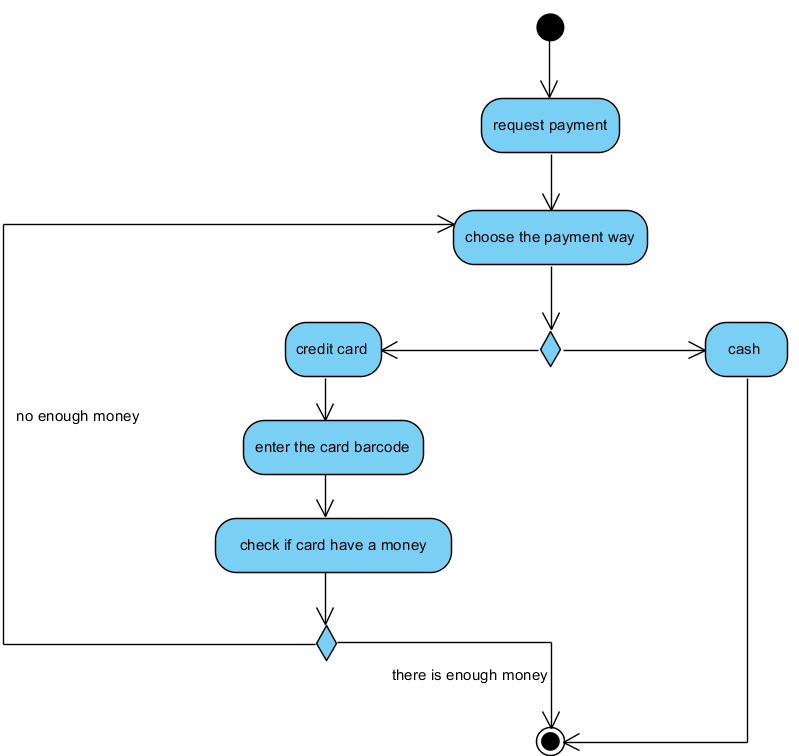 request payment
choose the payment way
credit card
cash
no enough money
enter the card barcode
check if card have a money
there is enough money